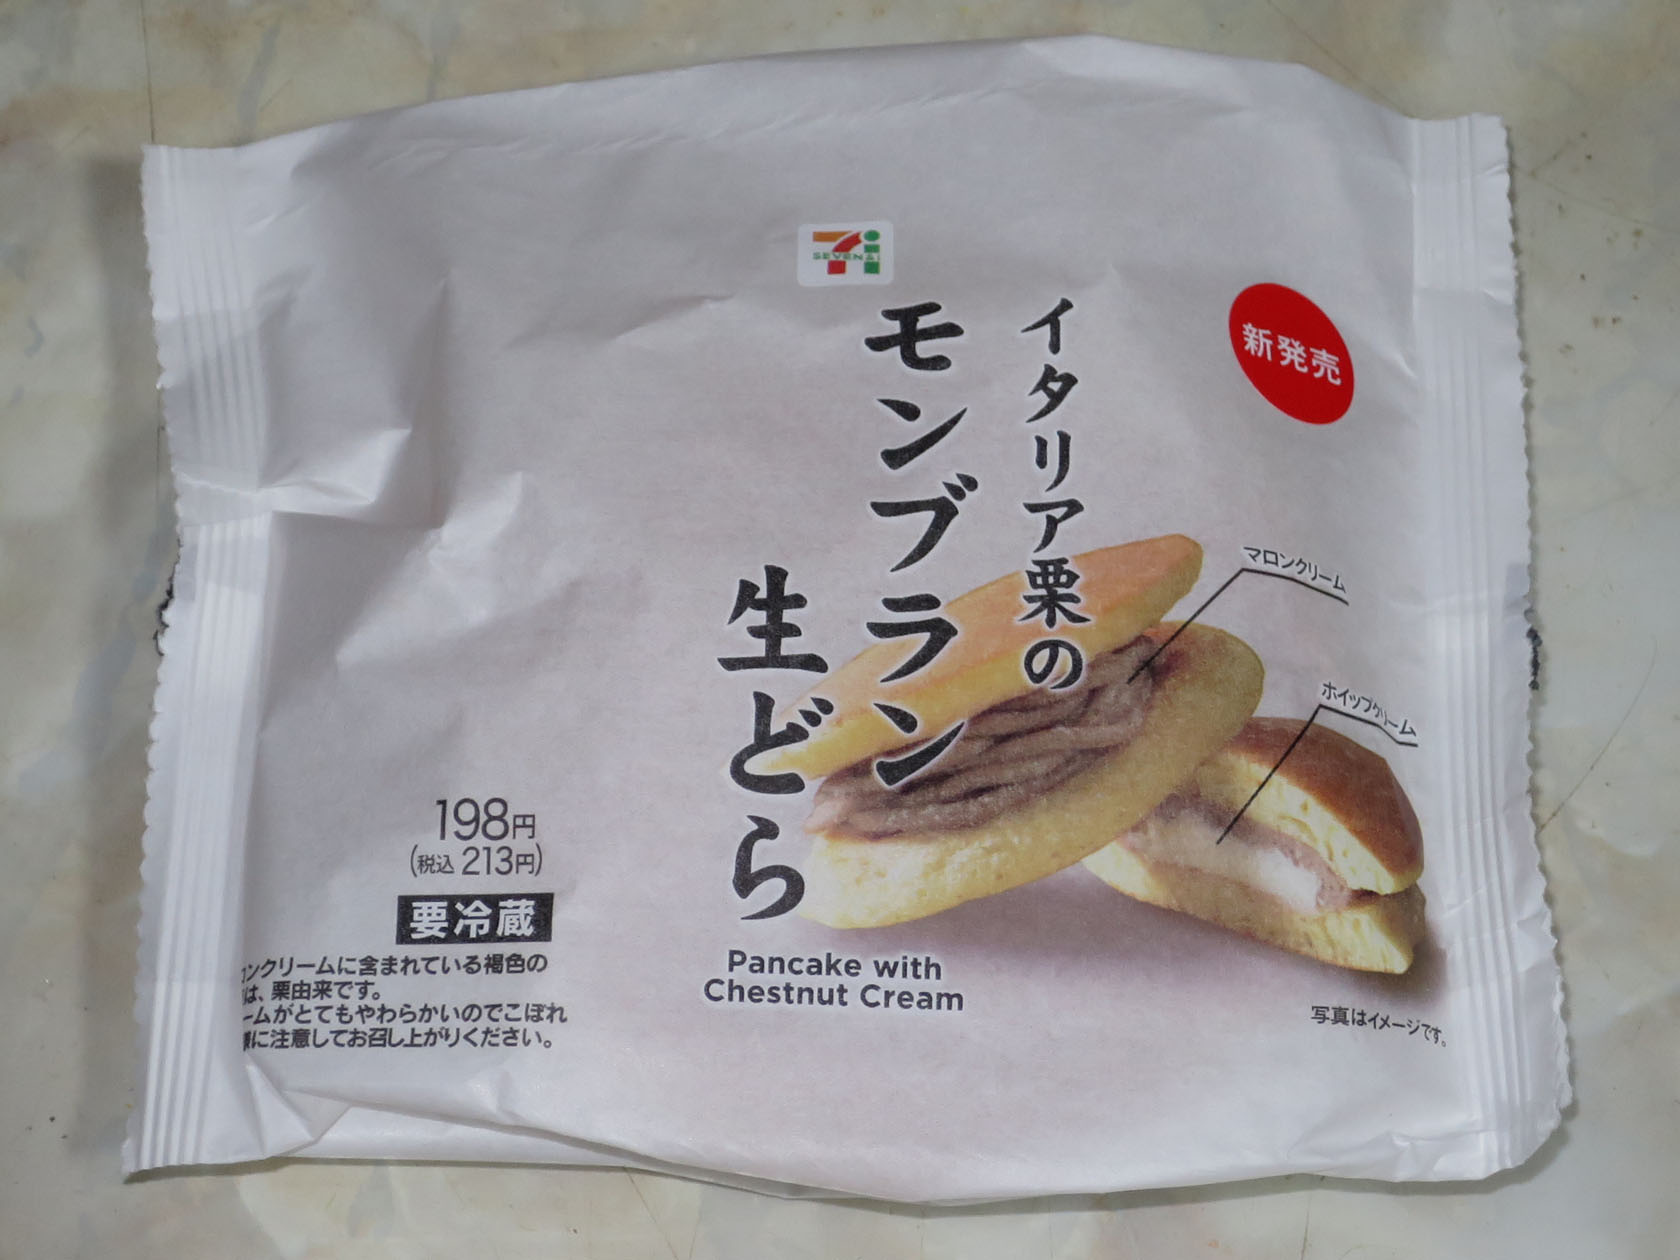 SEVEN&i
新発売
イタリア栗の
モンブラン
生どら
マロンクリーム
ホイップクリーム
198円
(税込 213円)
要冷蔵
ンクリームに含まれている褐色の
は、栗由来です。
ームがとてもやわらかいのでこぼれ
に注意してお召し上がりください。
Pancake with
Chestnut Cream
写真はイメージです。